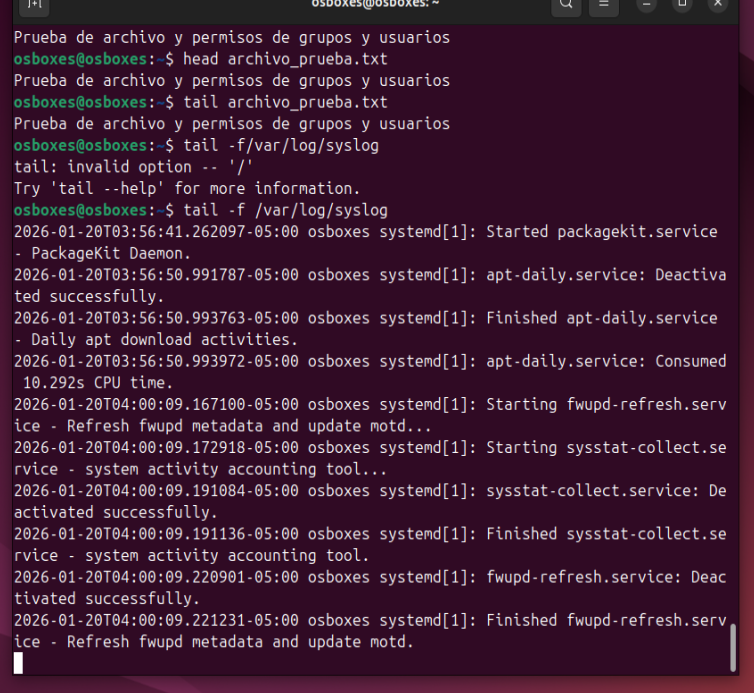 osboxes@osboxes: ~
Prueba de archivo y permisos de grupos y usuarios
osboxes@osboxes:~$ head archivo_prueba.txt
Prueba de archivo y permisos de grupos y usuarios
osboxes@osboxes:~$ tail archivo_prueba.txt
Prueba de archivo y permisos de grupos y usuarios
osboxes@osboxes:~$ tail -f/var/log/syslog
tail: invalid option -- '/'
Try 'tail --help' for more information.
osboxes@osboxes:~$ tail -f /var/log/syslog
2026-01-20T03:56:41.262097-05:00 osboxes systemd[1]: Started packagekit.service
- PackageKit Daemon.
2026-01-20T03:56:50.991787-05:00 osboxes systemd[1]: apt-daily.service: Deactiva
ted successfully.
2026-01-20T03:56:50.993763-05:00 osboxes systemd[1]: Finished apt-daily.service
- Daily apt download activities.
2026-01-20T03:56:50.993972-05:00 osboxes systemd[1]: apt-daily.service: Consumed
 10.292s CPU time.
2026-01-20T04:00:09.167100-05:00 osboxes systemd[1]: Starting fwupd-refresh.serv
ice - Refresh fwupd metadata and update motd...
2026-01-20T04:00:09.172918-05:00 osboxes systemd[1]: Starting sysstat-collect.se
rvice - system activity accounting tool...
2026-01-20T04:00:09.191084-05:00 osboxes systemd[1]: sysstat-collect.service: De
activated successfully.
2026-01-20T04:00:09.191136-05:00 osboxes systemd[1]: Finished sysstat-collect.se
rvice - system activity accounting tool.
2026-01-20T04:00:09.220901-05:00 osboxes systemd[1]: fwupd-refresh.service: Deac
tivated successfully.
2026-01-20T04:00:09.221231-05:00 osboxes systemd[1]: Finished fwupd-refresh.serv
ice - Refresh fwupd metadata and update motd.